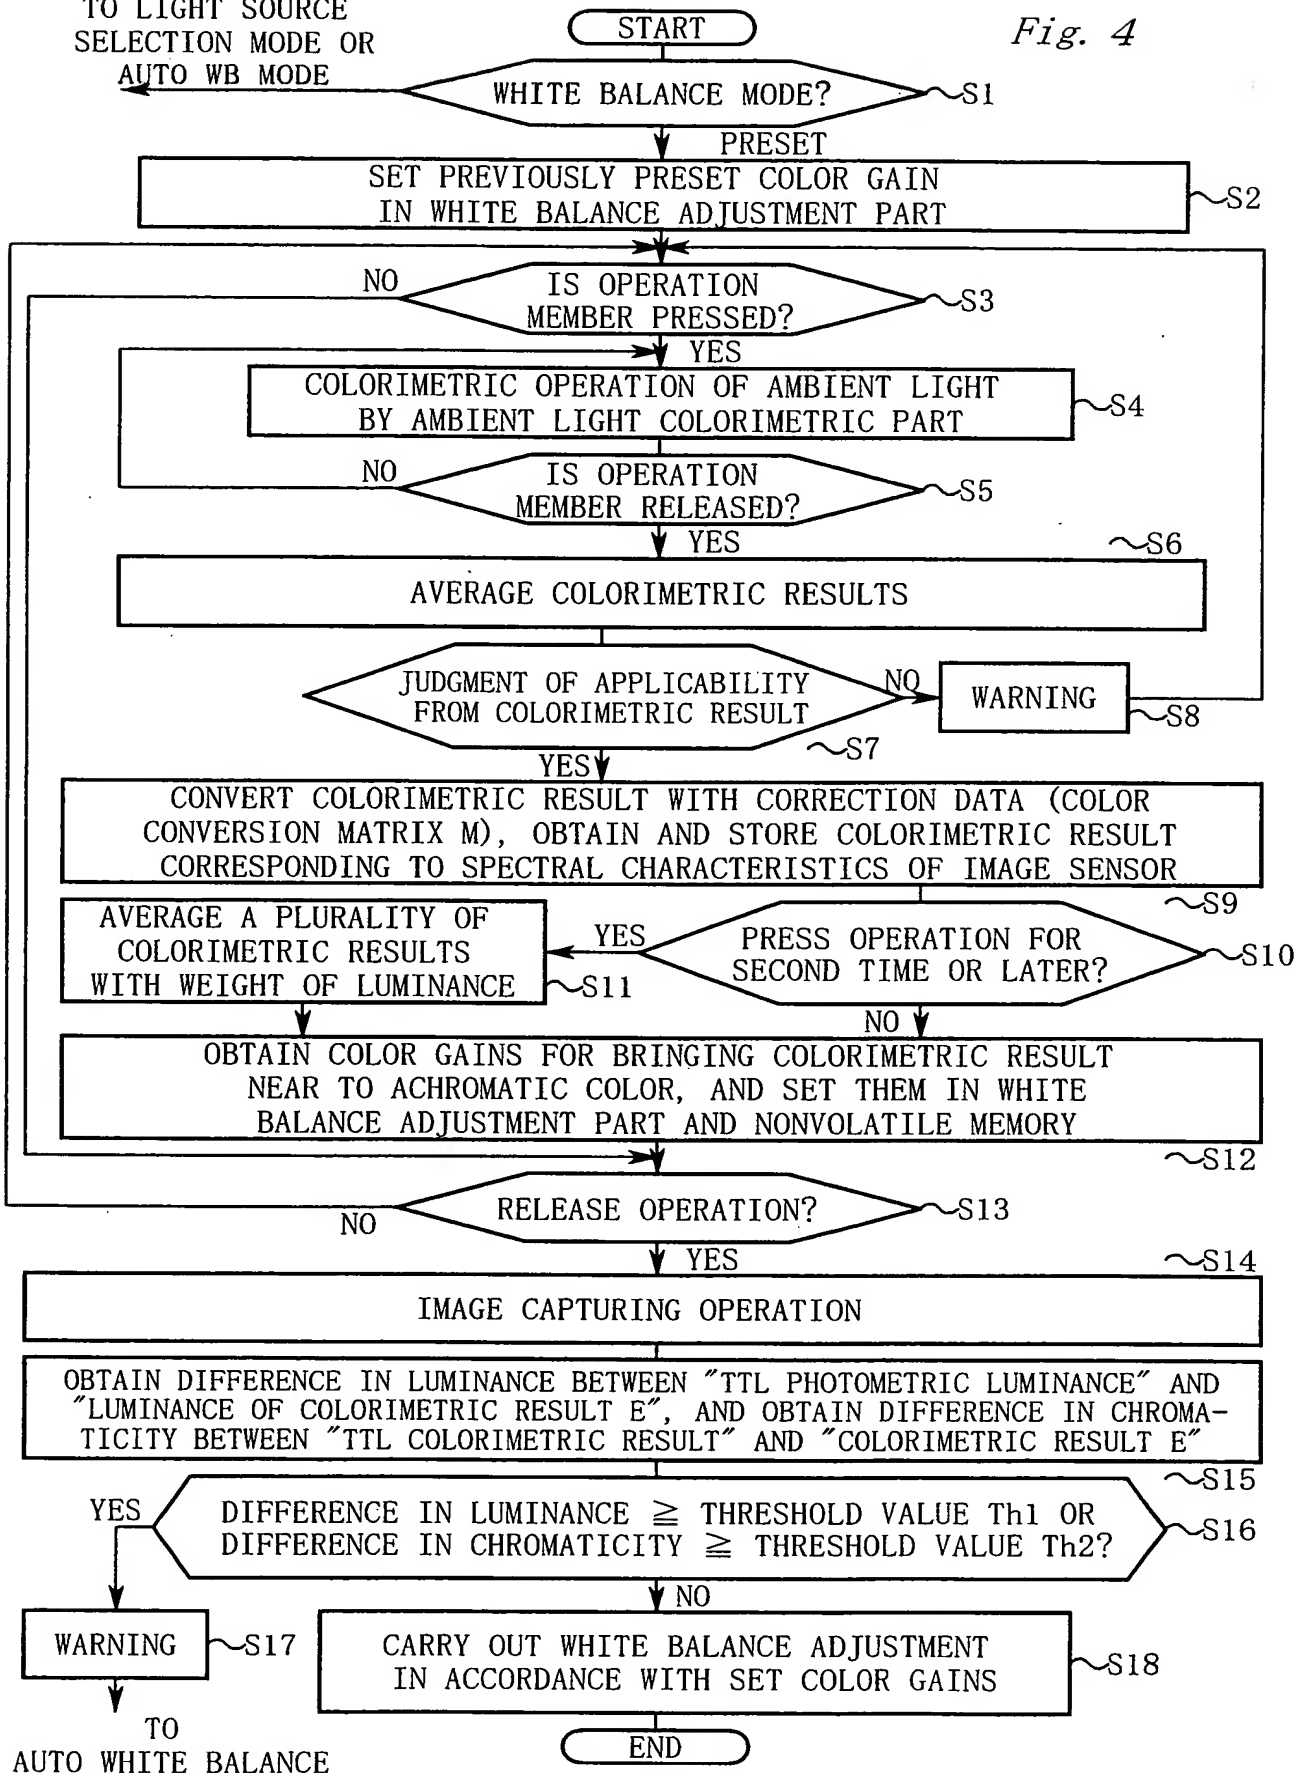 TO LIGHT SOURCE
SELECTION MODE OR
AUTO WB MODE
START
Fig. 4
WHITE BALANCE MODE?
S1
PRESET
SET PREVIOUSLY PRESET COLOR GAIN
IN WHITE BALANCE ADJUSTMENT PART
S2
NO
IS OPERATION
MEMBER PRESSED?
S3
YES
COLORIMETRIC OPERATION OF AMBIENT LIGHT
BY AMBIENT LIGHT COLORIMETRIC PART
S4
NO
IS OPERATION
MEMBER RELEASED?
S5
YES
S6
AVERAGE COLORIMETRIC RESULTS
JUDGMENT OF APPLICABILITY
FROM COLORIMETRIC RESULT
NO
WARNING
S8
S7
YES
CONVERT COLORIMETRIC RESULT WITH CORRECTION DATA (COLOR
CONVERSION MATRIX M), OBTAIN AND STORE COLORIMETRIC RESULT
CORRESPONDING TO SPECTRAL CHARACTERISTICS OF IMAGE SENSOR
S9
AVERAGE A PLURALITY OF
COLORIMETRIC RESULTS
WITH WEIGHT OF LUMINANCE
S11
YES
PRESS OPERATION FOR
SECOND TIME OR LATER?
S10
NO
OBTAIN COLOR GAINS FOR BRINGING COLORIMETRIC RESULT
NEAR TO ACHROMATIC COLOR, AND SET THEM IN WHITE
BALANCE ADJUSTMENT PART AND NONVOLATILE MEMORY
S12
RELEASE OPERATION?
S13
NO
YES
S14
IMAGE CAPTURING OPERATION
OBTAIN DIFFERENCE IN LUMINANCE BETWEEN "TTL PHOTOMETRIC LUMINANCE" AND
"LUMINANCE OF COLORIMETRIC RESULT E", AND OBTAIN DIFFERENCE IN CHROMA-
TICITY BETWEEN "TTL COLORIMETRIC RESULT" AND "COLORIMETRIC RESULT E"
S15
YES
DIFFERENCE IN LUMINANCE ≧ THRESHOLD VALUE Th1 OR
DIFFERENCE IN CHROMATICITY ≧ THRESHOLD VALUE Th2?
S16
NO
WARNING
S17
CARRY OUT WHITE BALANCE ADJUSTMENT
IN ACCORDANCE WITH SET COLOR GAINS
S18
TO
AUTO WHITE BALANCE
END